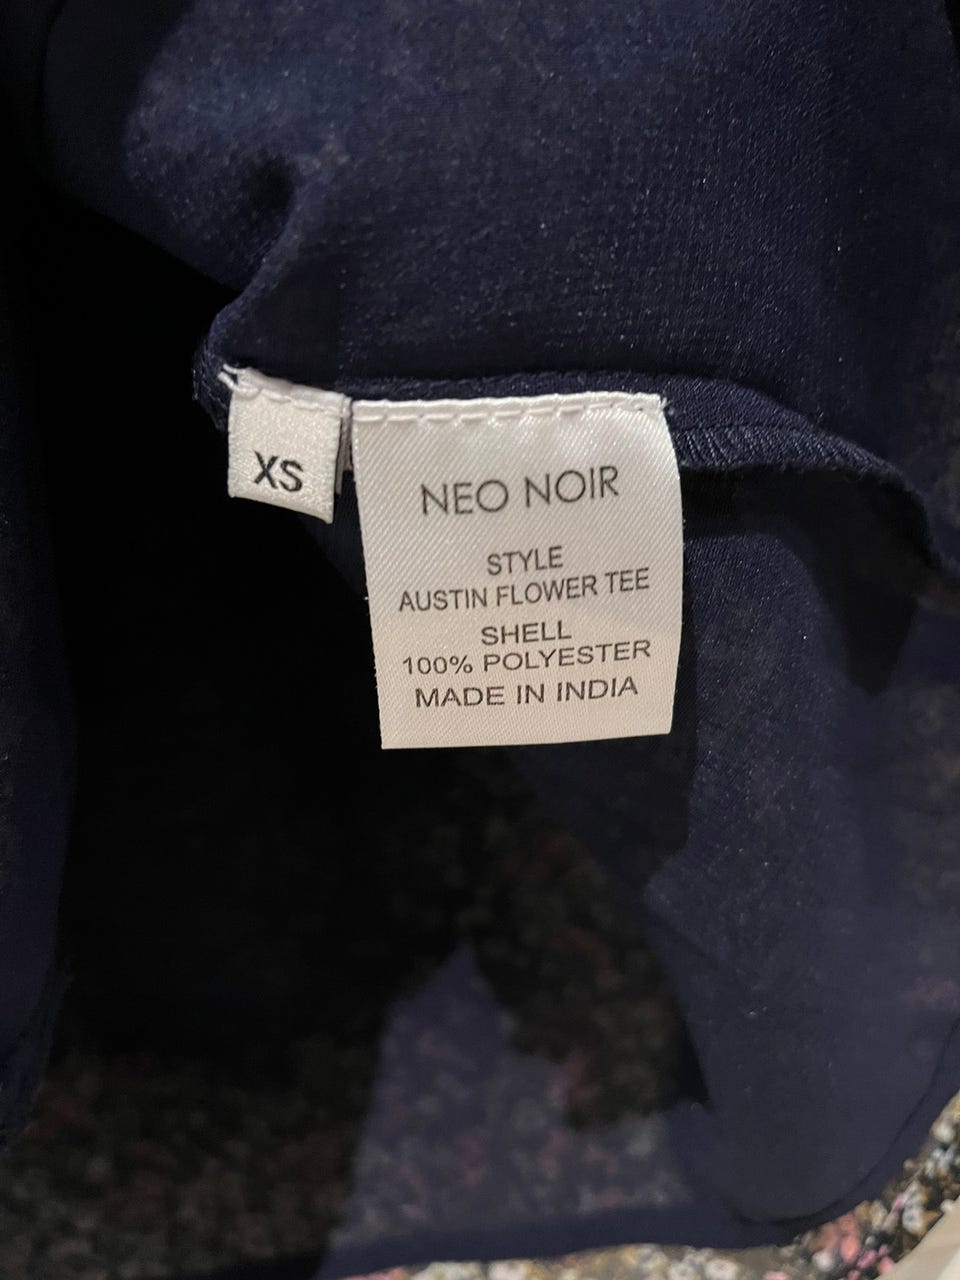 XS
NEO NOIR
STYLE
AUSTIN FLOWER TEE
SHELL
100% POLYESTER
MADE IN INDIA